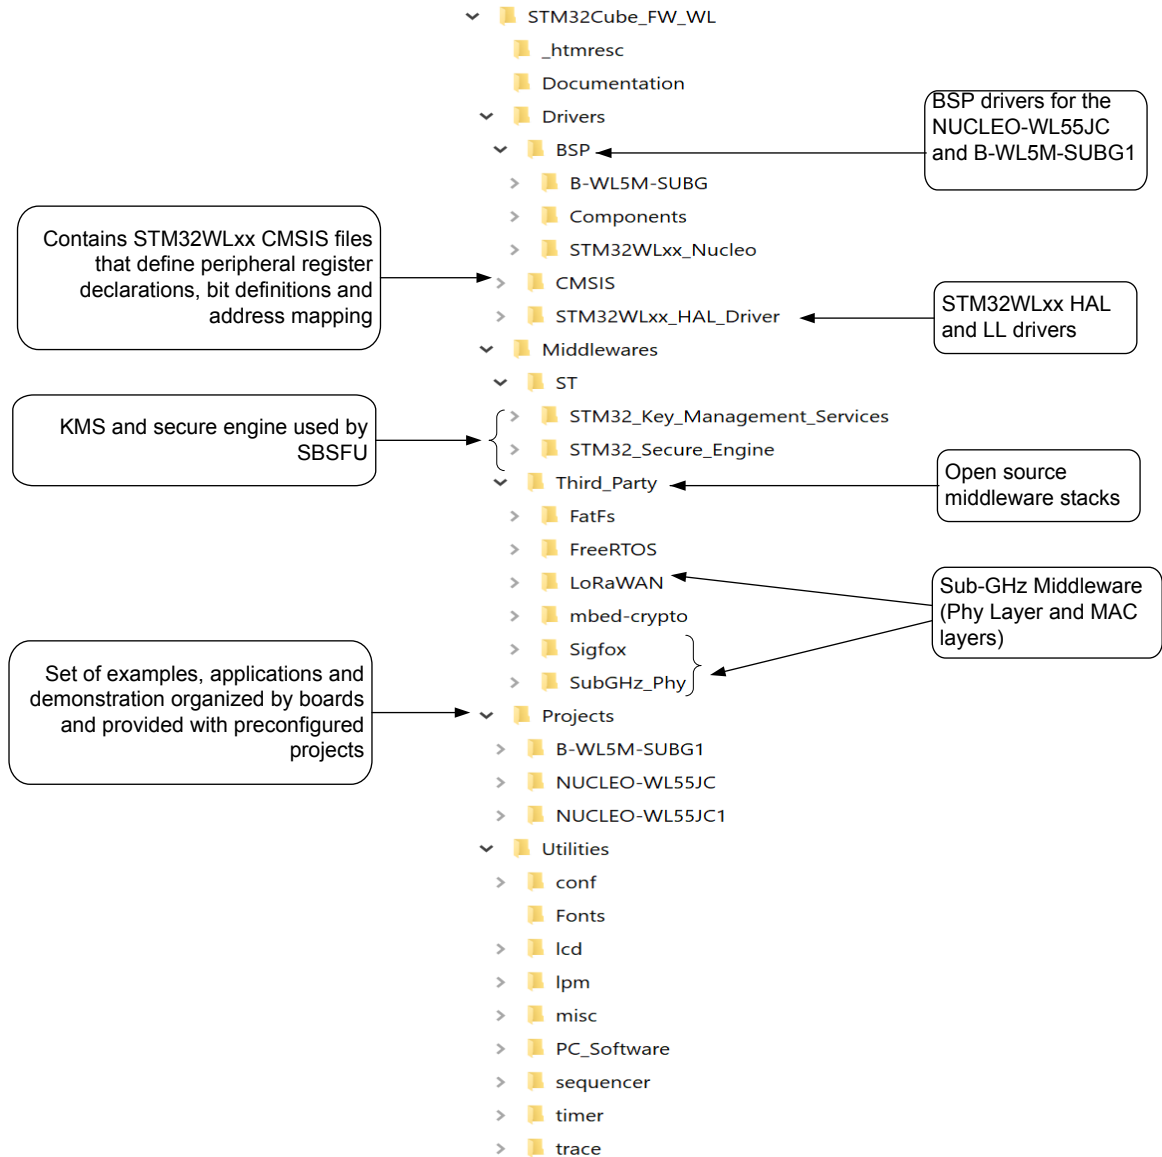 STM32Cube_FW_WL
_htmresc
Documentation
Drivers
BSP
B-WL5M-SUBG
Components
STM32WLxx_Nucleo
CMSIS
STM32WLxx_HAL_Driver
Middlewares
ST
STM32_Key_Management_Services
STM32_Secure_Engine
Third_Party
FatFs
FreeRTOS
LoRaWAN
mbed-crypto
Sigfox
SubGHz_Phy
Projects
B-WL5M-SUBG1
NUCLEO-WL55JC
NUCLEO-WL55JC1
Utilities
conf
Fonts
lcd
lpm
misc
PC_Software
sequencer
timer
trace
Contains STM32WLxx CMSIS files
that define peripheral register
declarations, bit definitions and
address mapping
KMS and secure engine used by
SBSFU
Set of examples, applications and
demonstration organized by boards
and provided with preconfigured
projects
BSP drivers for the
NUCLEO-WL55JC
and B-WL5M-SUBG1
STM32WLxx HAL
and LL drivers
Open source
middleware stacks
Sub-GHz Middleware
(Phy Layer and MAC
layers)